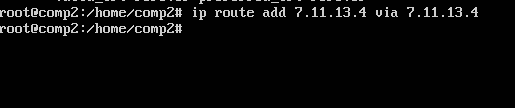 root@comp2:/home/comp2# ip route add 7.11.13.4 via 7.11.13.4
root@comp2:/home/comp2#